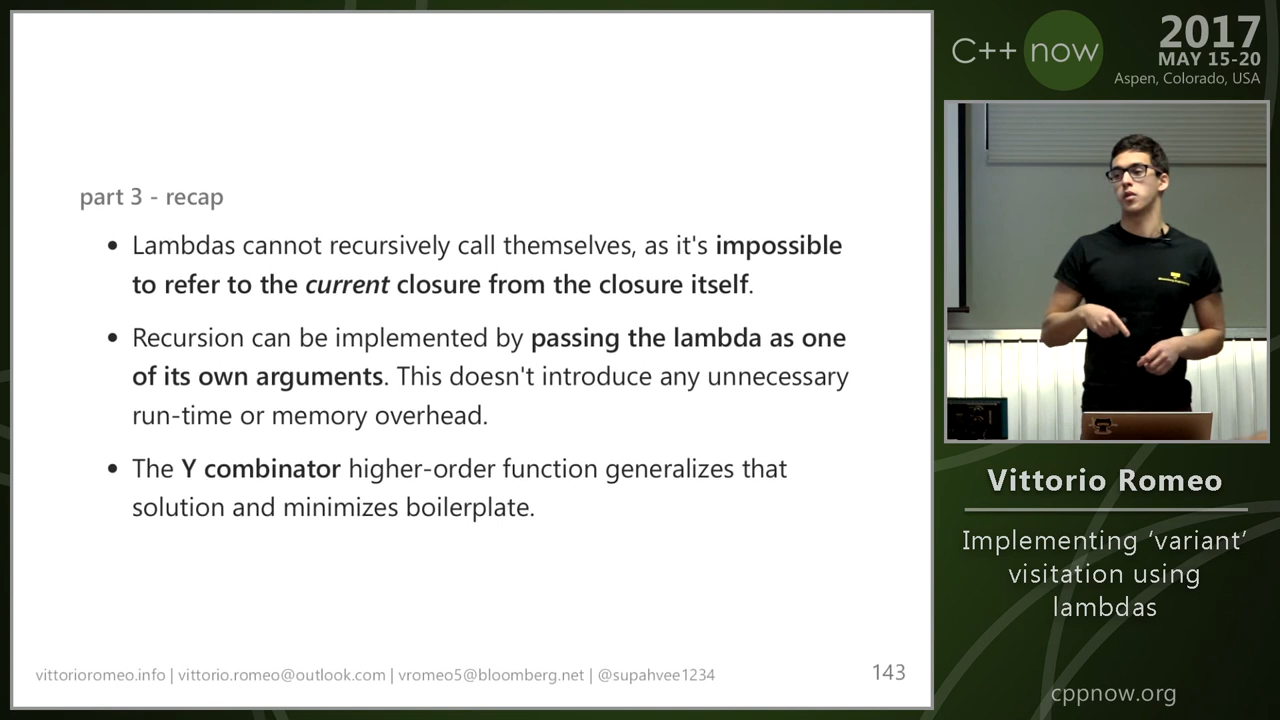 part 3 - recap
• Lambdas cannot recursively call themselves, as it's impossible
to refer to the current closure from the closure itself.
• Recursion can be implemented by passing the lambda as one
of its own arguments. This doesn't introduce any unnecessary
run-time or memory overhead.
• The Y combinator higher-order function generalizes that
solution and minimizes boilerplate.
vittorioromeo.info | vittorio.romeo@outlook.com | vromeo5@bloomberg.net | @supahvee1234
143
C++ now
2017
MAY 15-20
Aspen, Colorado, USA
Vittorio Romeo
Implementing ‘variant’
visitation using
lambdas
cppnow.org